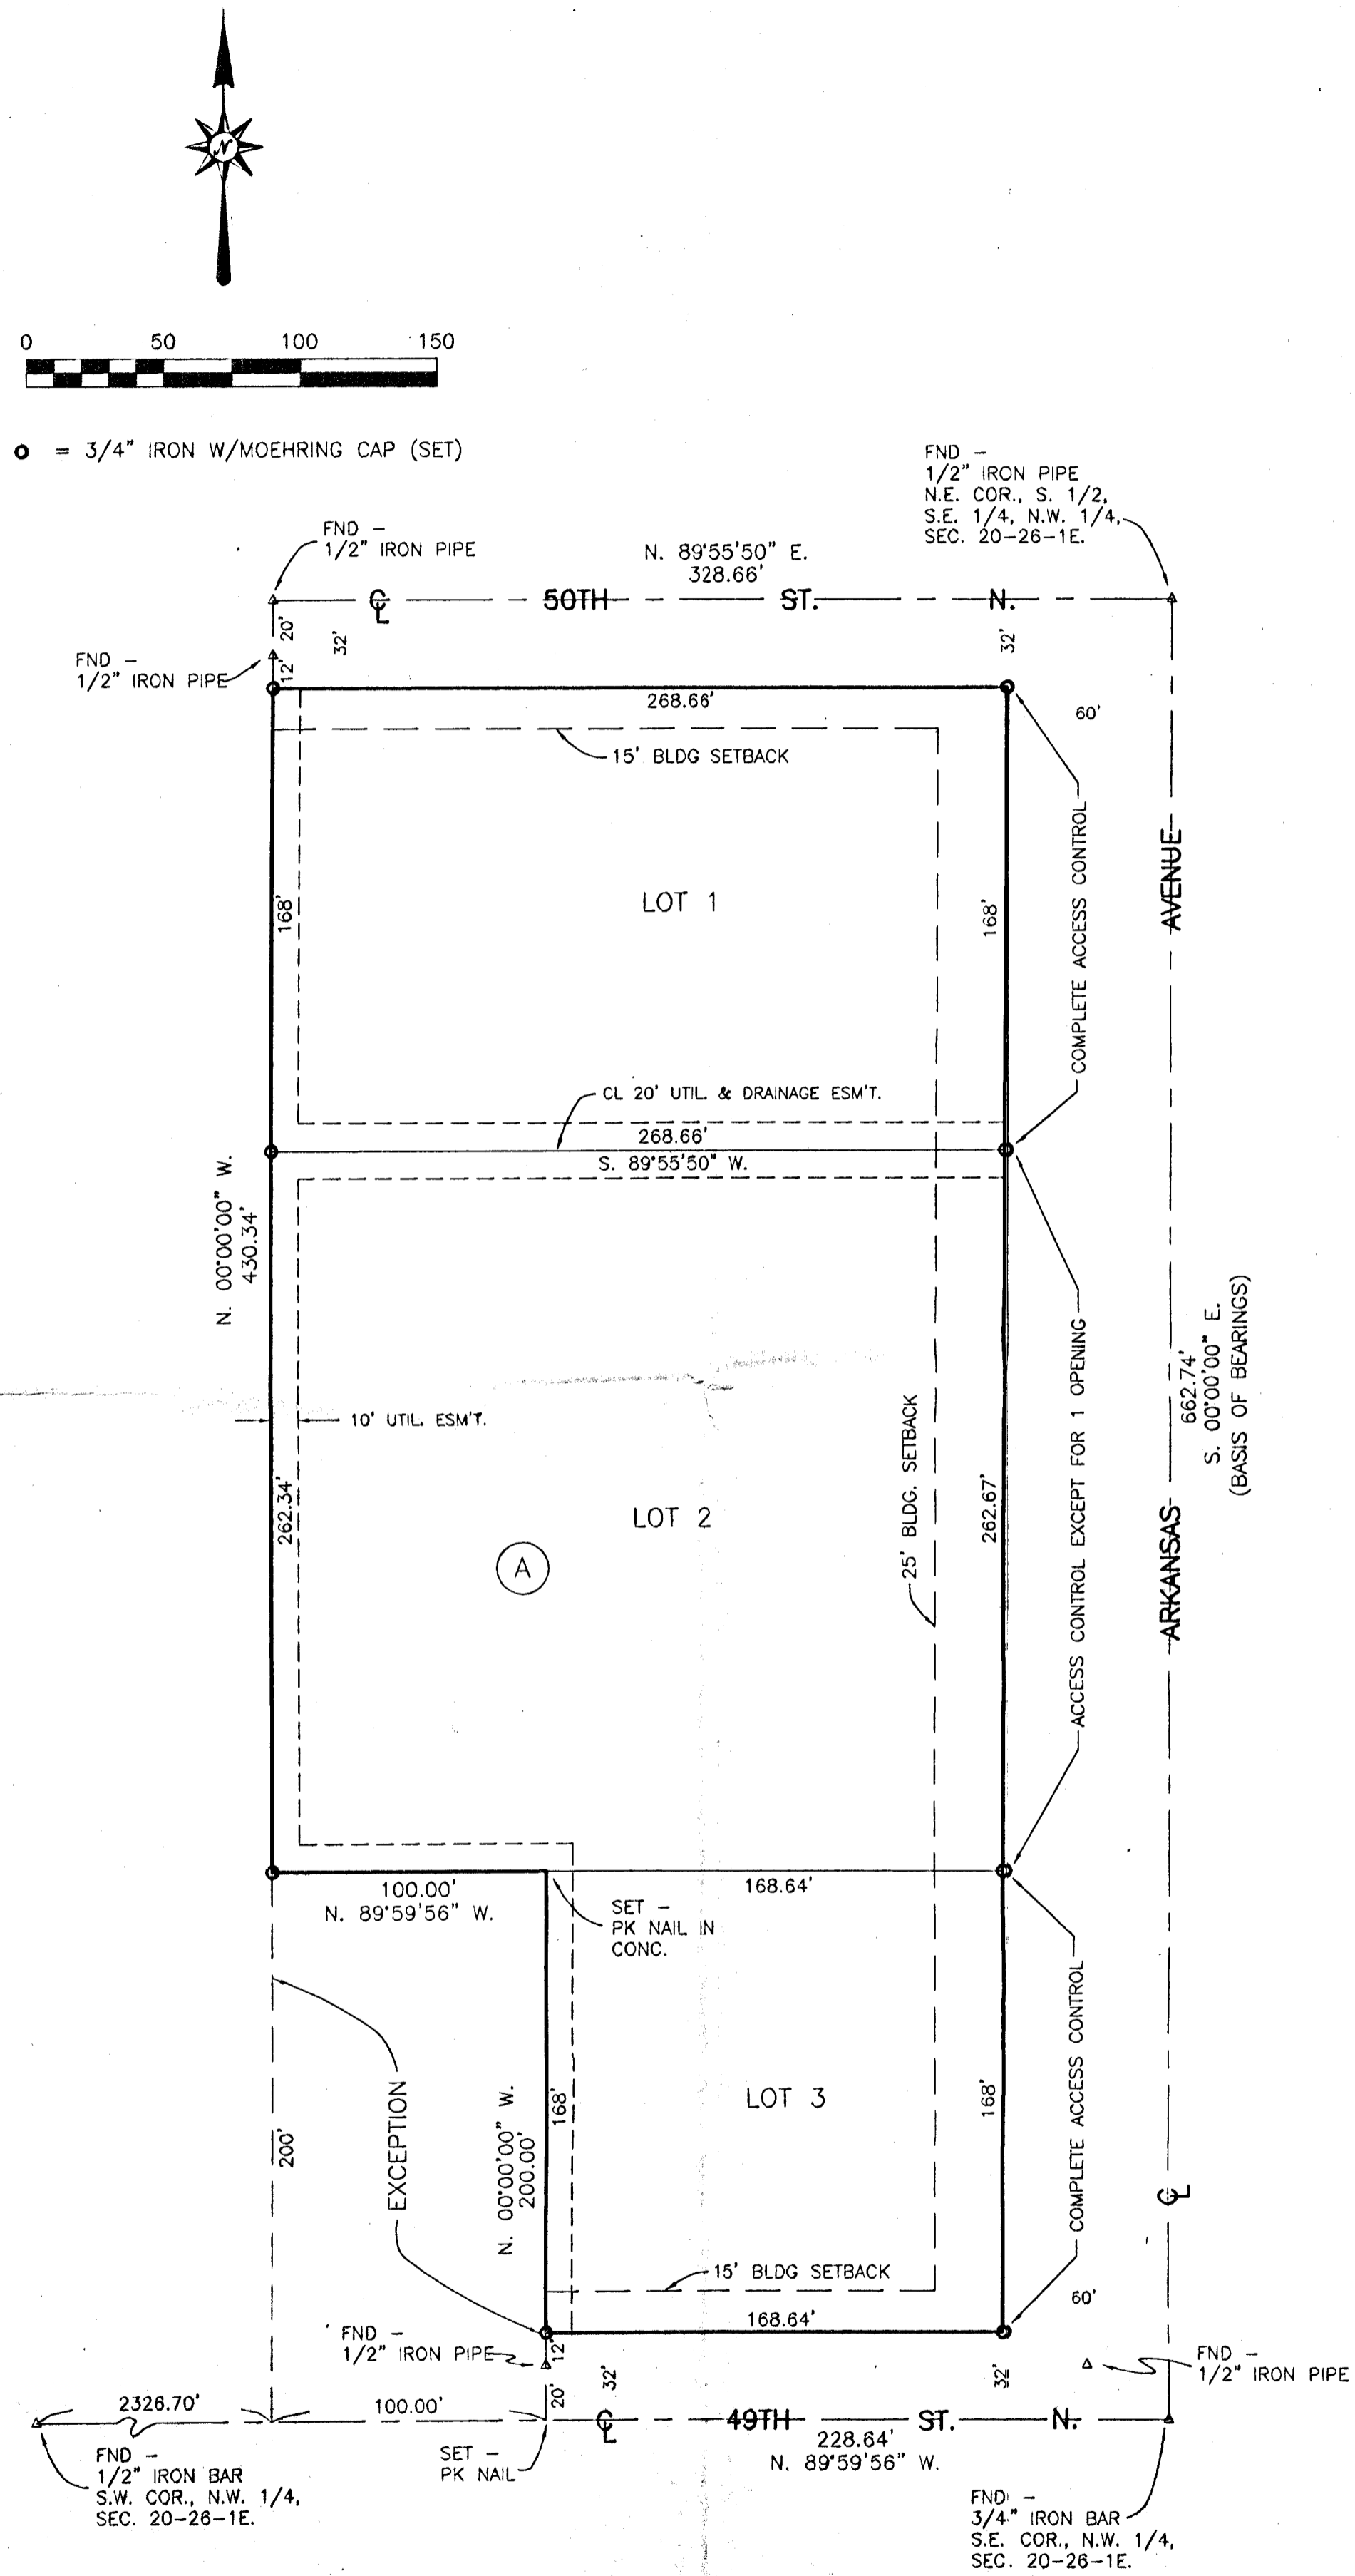 N
0 50 100 150
o = 3/4" IRON W/MOEHRING CAP (SET)
FND -
1/2" IRON PIPE
N.E. COR., S. 1/2,
S.E. 1/4, N.W. 1/4,
SEC. 20-26-1E.
FND -
1/2" IRON PIPE
N. 89°55'50" E.
328.66'
℄ 50TH ST. N.
20'
32'
32'
FND -
1/2" IRON PIPE
12'
268.66'
60'
15' BLDG SETBACK
COMPLETE ACCESS CONTROL
AVENUE
168'
LOT 1
168'
CL 20' UTIL. & DRAINAGE ESM'T.
268.66'
S. 89°55'50" W.
N. 00°00'00" W.
430.34'
662.74'
S. 00°00'00" E.
(BASIS OF BEARINGS)
10' UTIL. ESM'T.
25' BLDG. SETBACK
ACCESS CONTROL EXCEPT FOR 1 OPENING
262.34'
LOT 2
262.67'
A
ARKANSAS
100.00'
N. 89°59'56" W.
168.64'
SET -
PK NAIL IN
CONC.
EXCEPTION
200'
N. 00°00'00" W.
200.00'
168'
LOT 3
168'
COMPLETE ACCESS CONTROL
℄
15' BLDG SETBACK
60'
168.64'
FND -
1/2" IRON PIPE
12'
32'
32'
FND -
1/2" IRON PIPE
2326.70'
100.00'
20'
℄ 49TH ST. N.
228.64'
N. 89°59'56" W.
FND -
1/2" IRON BAR
S.W. COR., N.W. 1/4,
SEC. 20-26-1E.
SET -
PK NAIL
FND -
3/4" IRON BAR
S.E. COR., N.W. 1/4,
SEC. 20-26-1E.